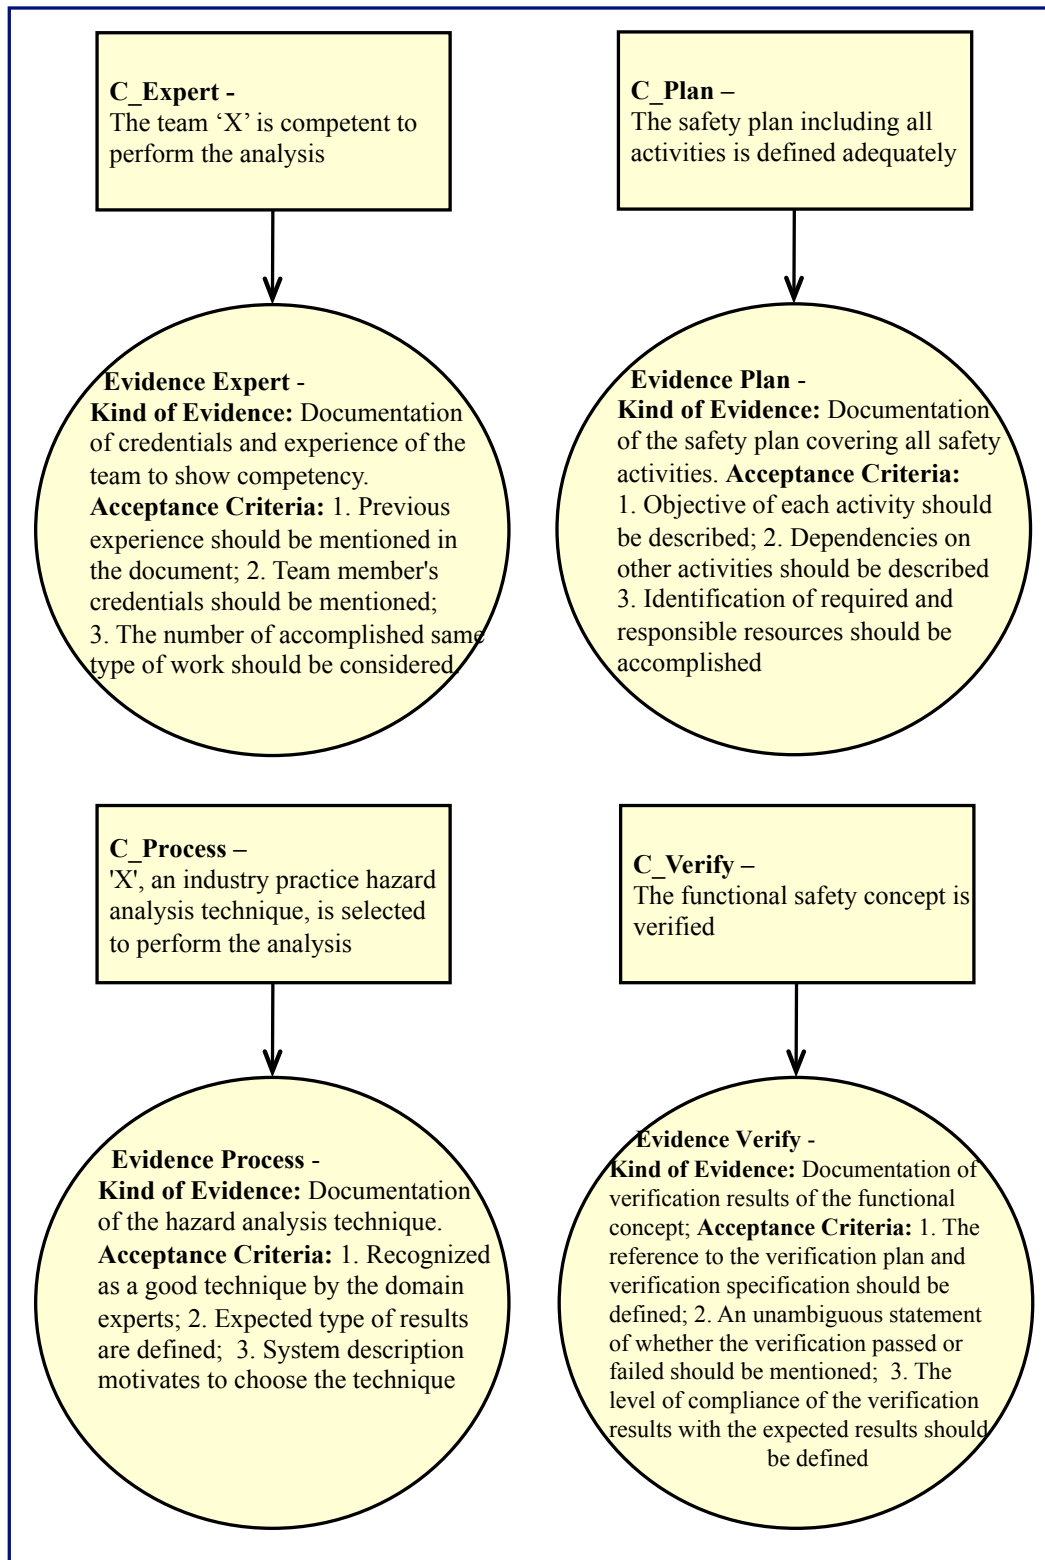 C_Expert -
The team ‘X’ is competent to
perform the analysis
C_Plan –
The safety plan including all
activities is defined adequately
Evidence Expert -
Kind of Evidence: Documentation
of credentials and experience of the
team to show competency.
Acceptance Criteria: 1. Previous
experience should be mentioned in
the document; 2. Team member's
credentials should be mentioned;
3. The number of accomplished same
type of work should be considered.
Evidence Plan -
Kind of Evidence: Documentation
of the safety plan covering all safety
activities. Acceptance Criteria:
1. Objective of each activity should
be described; 2. Dependencies on
other activities should be described
3. Identification of required and
responsible resources should be
accomplished
C_Process –
'X', an industry practice hazard
analysis technique, is selected
to perform the analysis
C_Verify –
The functional safety concept is
verified
Evidence Process -
Kind of Evidence: Documentation
of the hazard analysis technique.
Acceptance Criteria: 1. Recognized
as a good technique by the domain
experts; 2. Expected type of results
are defined; 3. System description
motivates to choose the technique
Evidence Verify -
Kind of Evidence: Documentation of
verification results of the functional
concept; Acceptance Criteria: 1. The
reference to the verification plan and
verification specification should be
defined; 2. An unambiguous statement
of whether the verification passed or
failed should be mentioned; 3. The
level of compliance of the verification
results with the expected results should
be defined